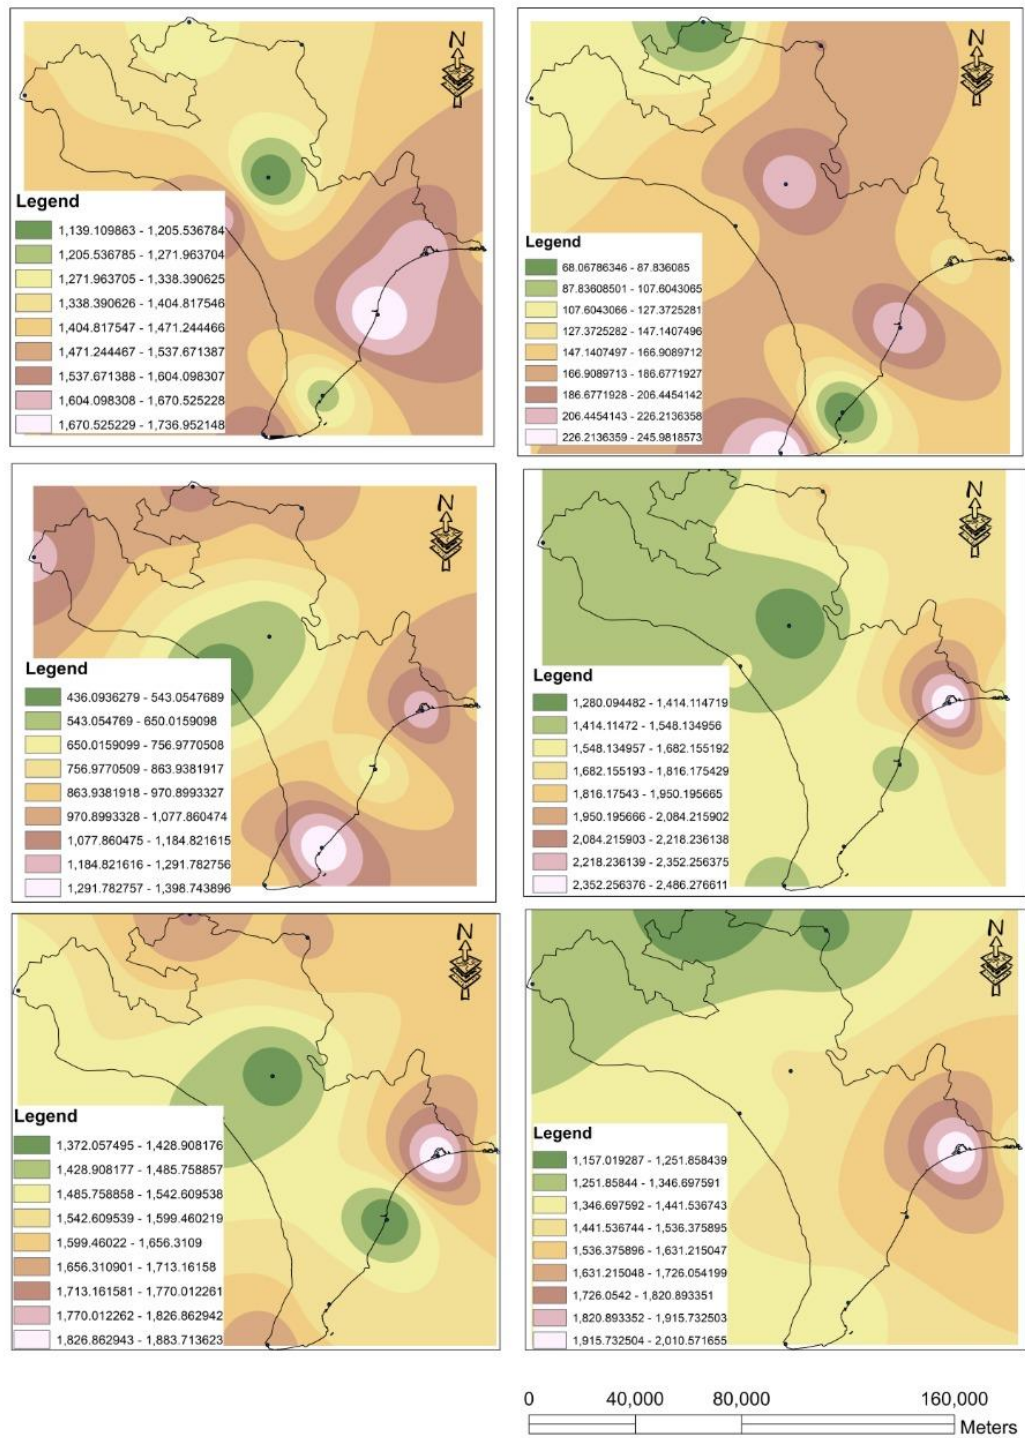 N
Legend
1,139.109863 - 1,205.536784
1,205.536785 - 1,271.963704
1,271.963705 - 1,338.390625
1,338.390626 - 1,404.817546
1,404.817547 - 1,471.244466
1,471.244467 - 1,537.671387
1,537.671388 - 1,604.098307
1,604.098308 - 1,670.525228
1,670.525229 - 1,736.952148
N
Legend
68.06786346 - 87.836085
87.83608501 - 107.6043065
107.6043066 - 127.3725281
127.3725282 - 147.1407496
147.1407497 - 166.9089712
166.9089713 - 186.6771927
186.6771928 - 206.4454142
206.4454143 - 226.2136358
226.2136359 - 245.9818573
N
Legend
436.0936279 - 543.0547689
543.054769 - 650.0159098
650.0159099 - 756.9770508
756.9770509 - 863.9381917
863.9381918 - 970.8993327
970.8993328 - 1,077.860474
1,077.860475 - 1,184.821615
1,184.821616 - 1,291.782756
1,291.782757 - 1,398.743896
N
Legend
1,280.094482 - 1,414.114719
1,414.11472 - 1,548.134956
1,548.134957 - 1,682.155192
1,682.155193 - 1,816.175429
1,816.17543 - 1,950.195665
1,950.195666 - 2,084.215902
2,084.215903 - 2,218.236138
2,218.236139 - 2,352.256375
2,352.256376 - 2,486.276611
N
Legend
1,372.057495 - 1,428.908176
1,428.908177 - 1,485.758857
1,485.758858 - 1,542.609538
1,542.609539 - 1,599.460219
1,599.46022 - 1,656.3109
1,656.310901 - 1,713.16158
1,713.161581 - 1,770.012261
1,770.012262 - 1,826.862942
1,826.862943 - 1,883.713623
N
Legend
1,157.019287 - 1,251.858439
1,251.85844 - 1,346.697591
1,346.697592 - 1,441.536743
1,441.536744 - 1,536.375895
1,536.375896 - 1,631.215047
1,631.215048 - 1,726.054199
1,726.0542 - 1,820.893351
1,820.893352 - 1,915.732503
1,915.732504 - 2,010.571655
0 40,000 80,000 160,000
Meters